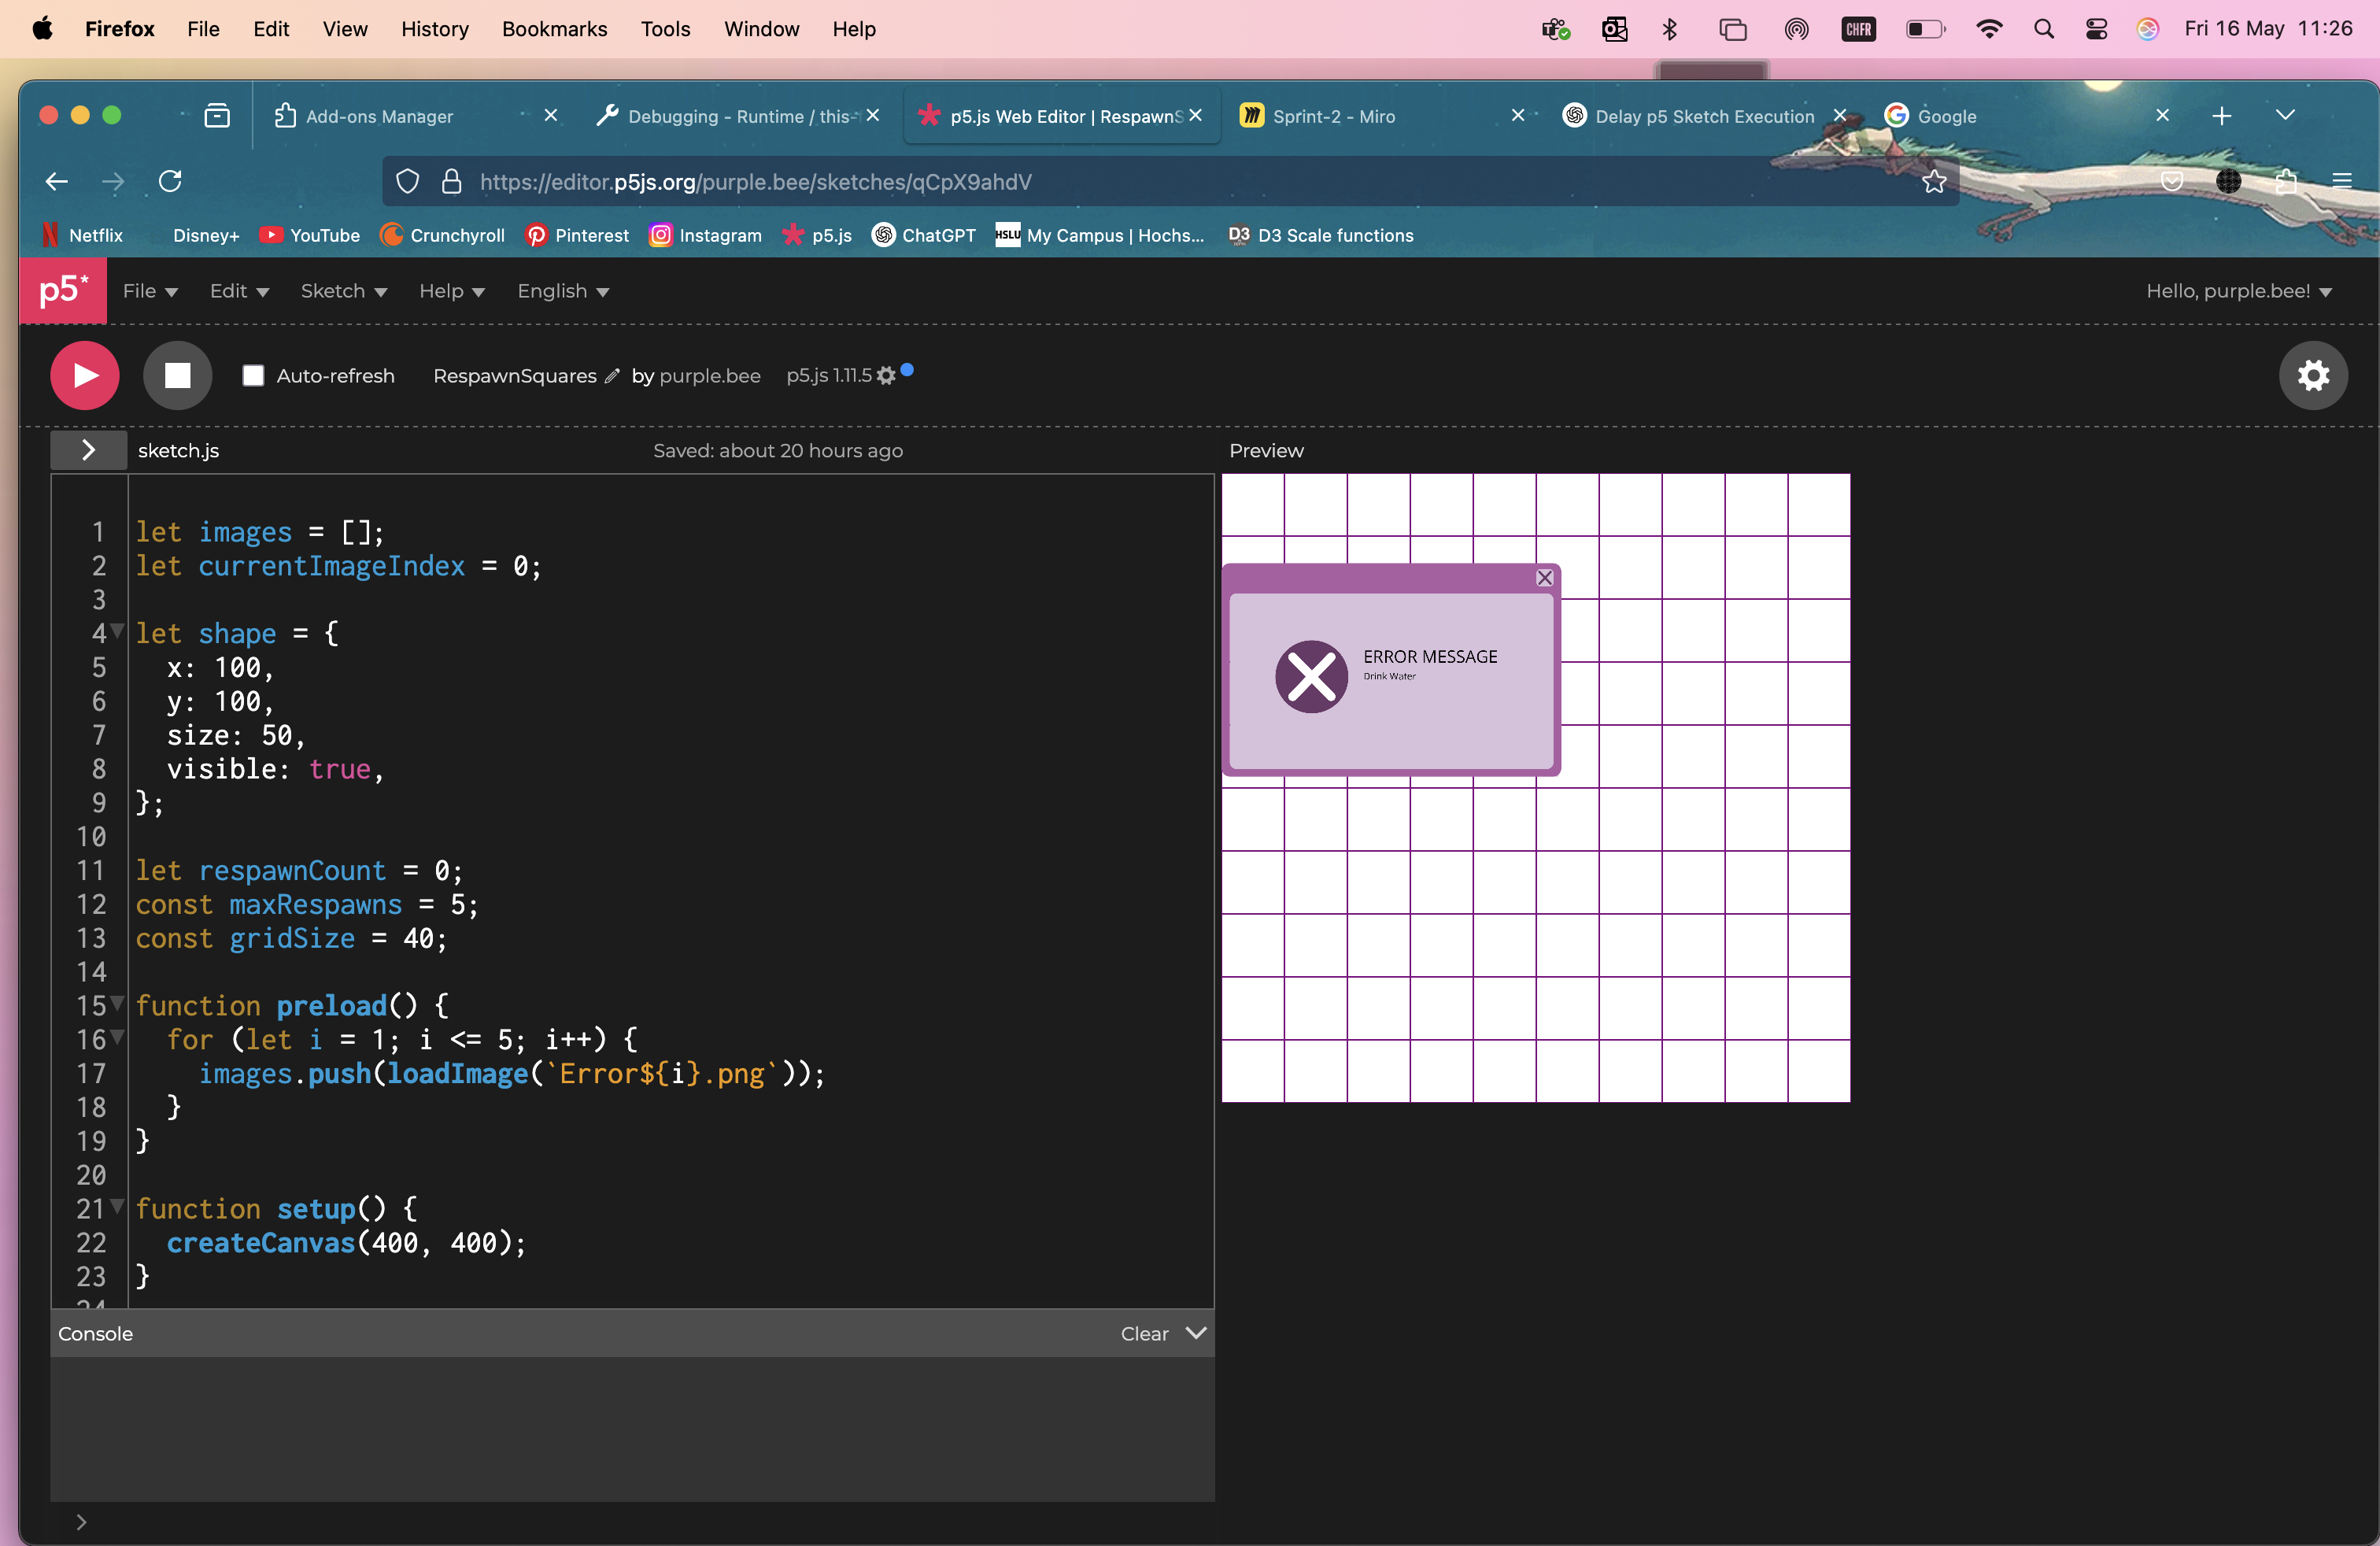 Firefox File Edit View History Bookmarks Tools Window Help CHFR Fri 16 May 11:26
Add-ons Manager Debugging - Runtime / this- p5.js Web Editor | RespawnS Sprint-2 - Miro Delay p5 Sketch Execution Google
https://editor.p5js.org/purple.bee/sketches/qCpX9ahdV
Netflix Disney+ YouTube Crunchyroll Pinterest Instagram p5.js ChatGPT HSLU My Campus | Hochs... D3 D3 Scale functions
p5* File Edit Sketch Help English Hello, purple.bee!
Auto-refresh RespawnSquares by purple.bee p5.js 1.11.5
sketch.js Saved: about 20 hours ago Preview
1 let images = [];
2 let currentImageIndex = 0;
3
4 let shape = {
5 x: 100,
6 y: 100,
7 size: 50,
8 visible: true,
9 };
10
11 let respawnCount = 0;
12 const maxRespawns = 5;
13 const gridSize = 40;
14
15 function preload() {
16 for (let i = 1; i <= 5; i++) {
17 images.push(loadImage(`Error${i}.png`));
18 }
19 }
20
21 function setup() {
22 createCanvas(400, 400);
23 }
24
ERROR MESSAGE
Drink Water
Console Clear
>